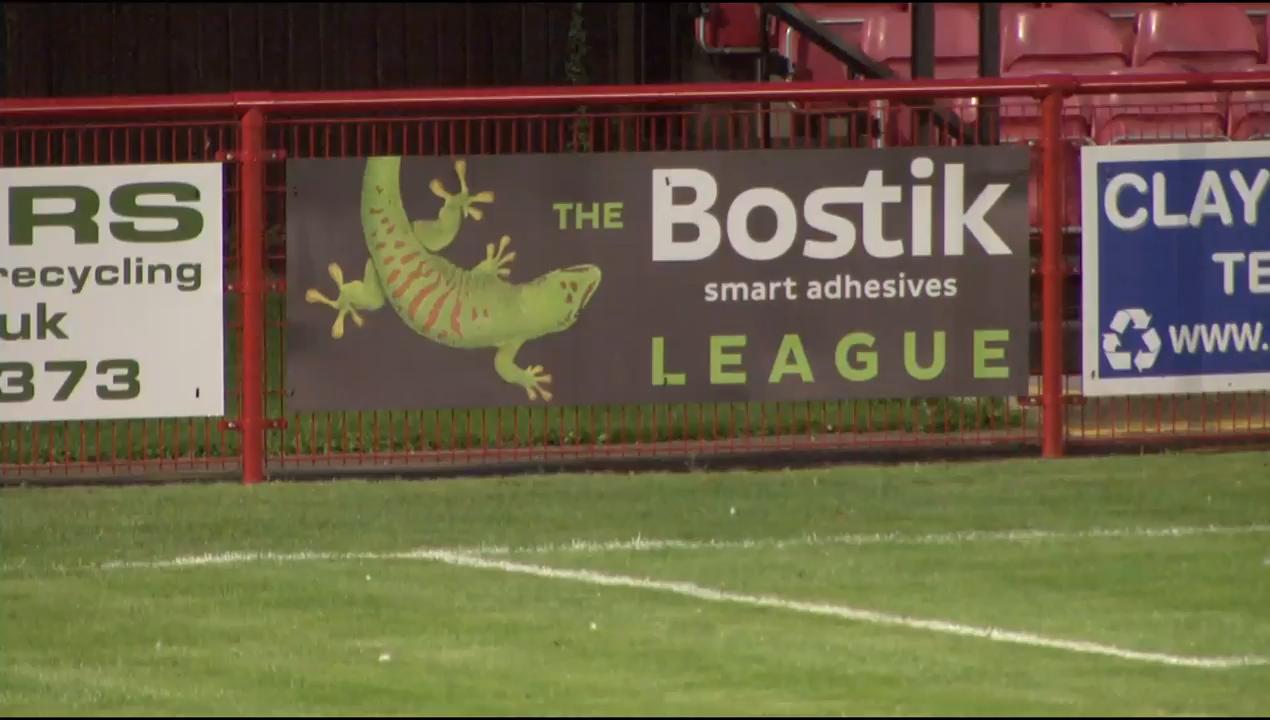 RS
recycling
uk
373
THE Bostik
smart adhesives
LEAGUE
CLAY
TE
www.